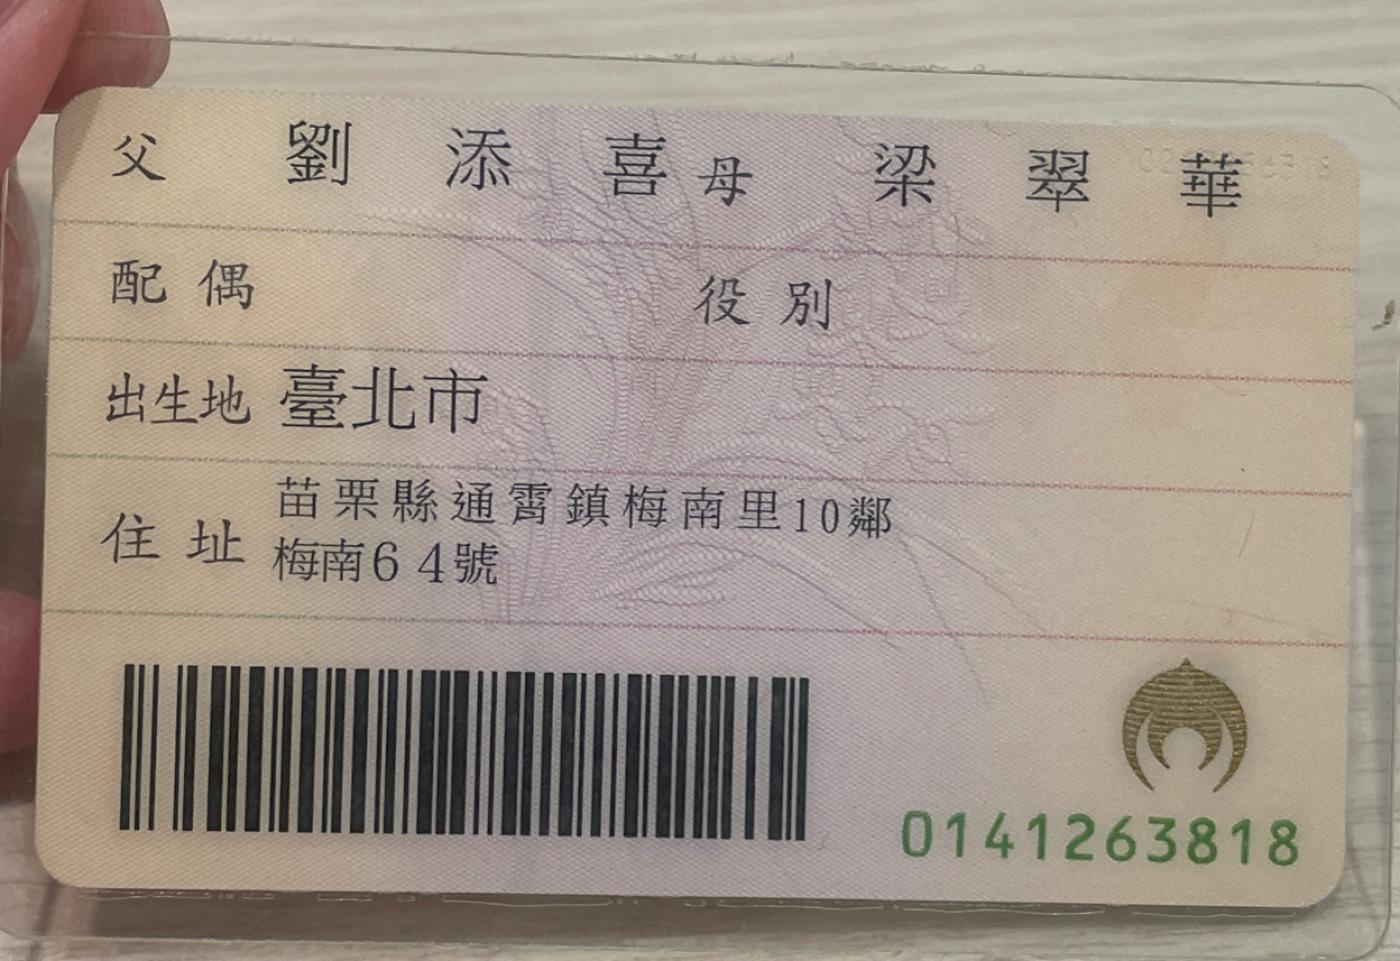 父 劉添喜 母 梁翠華
配偶 役別
出生地 臺北市
住址 苗栗縣通霄鎮梅南里10鄰
梅南64號
0141263818